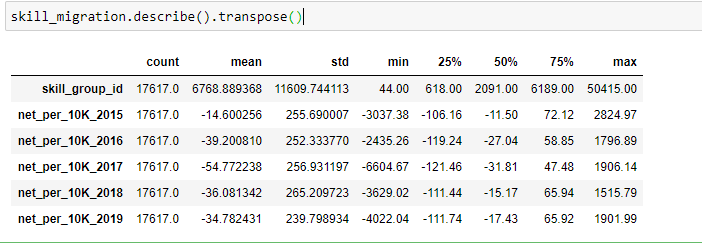 skill_migration.describe().transpose()
count mean std min 25% 50% 75% max
skill_group_id 17617.0 6768.889368 11609.744113 44.00 618.00 2091.00 6189.00 50415.00
net_per_10K_2015 17617.0 -14.600256 255.690007 -3037.38 -106.16 -11.50 72.12 2824.97
net_per_10K_2016 17617.0 -39.200810 252.333770 -2435.26 -119.24 -27.04 58.85 1796.89
net_per_10K_2017 17617.0 -54.772238 256.931197 -6604.67 -121.46 -31.81 47.48 1906.14
net_per_10K_2018 17617.0 -36.081342 265.209723 -3629.02 -111.44 -15.17 65.94 1515.79
net_per_10K_2019 17617.0 -34.782431 239.798934 -4022.04 -111.74 -17.43 65.92 1901.99